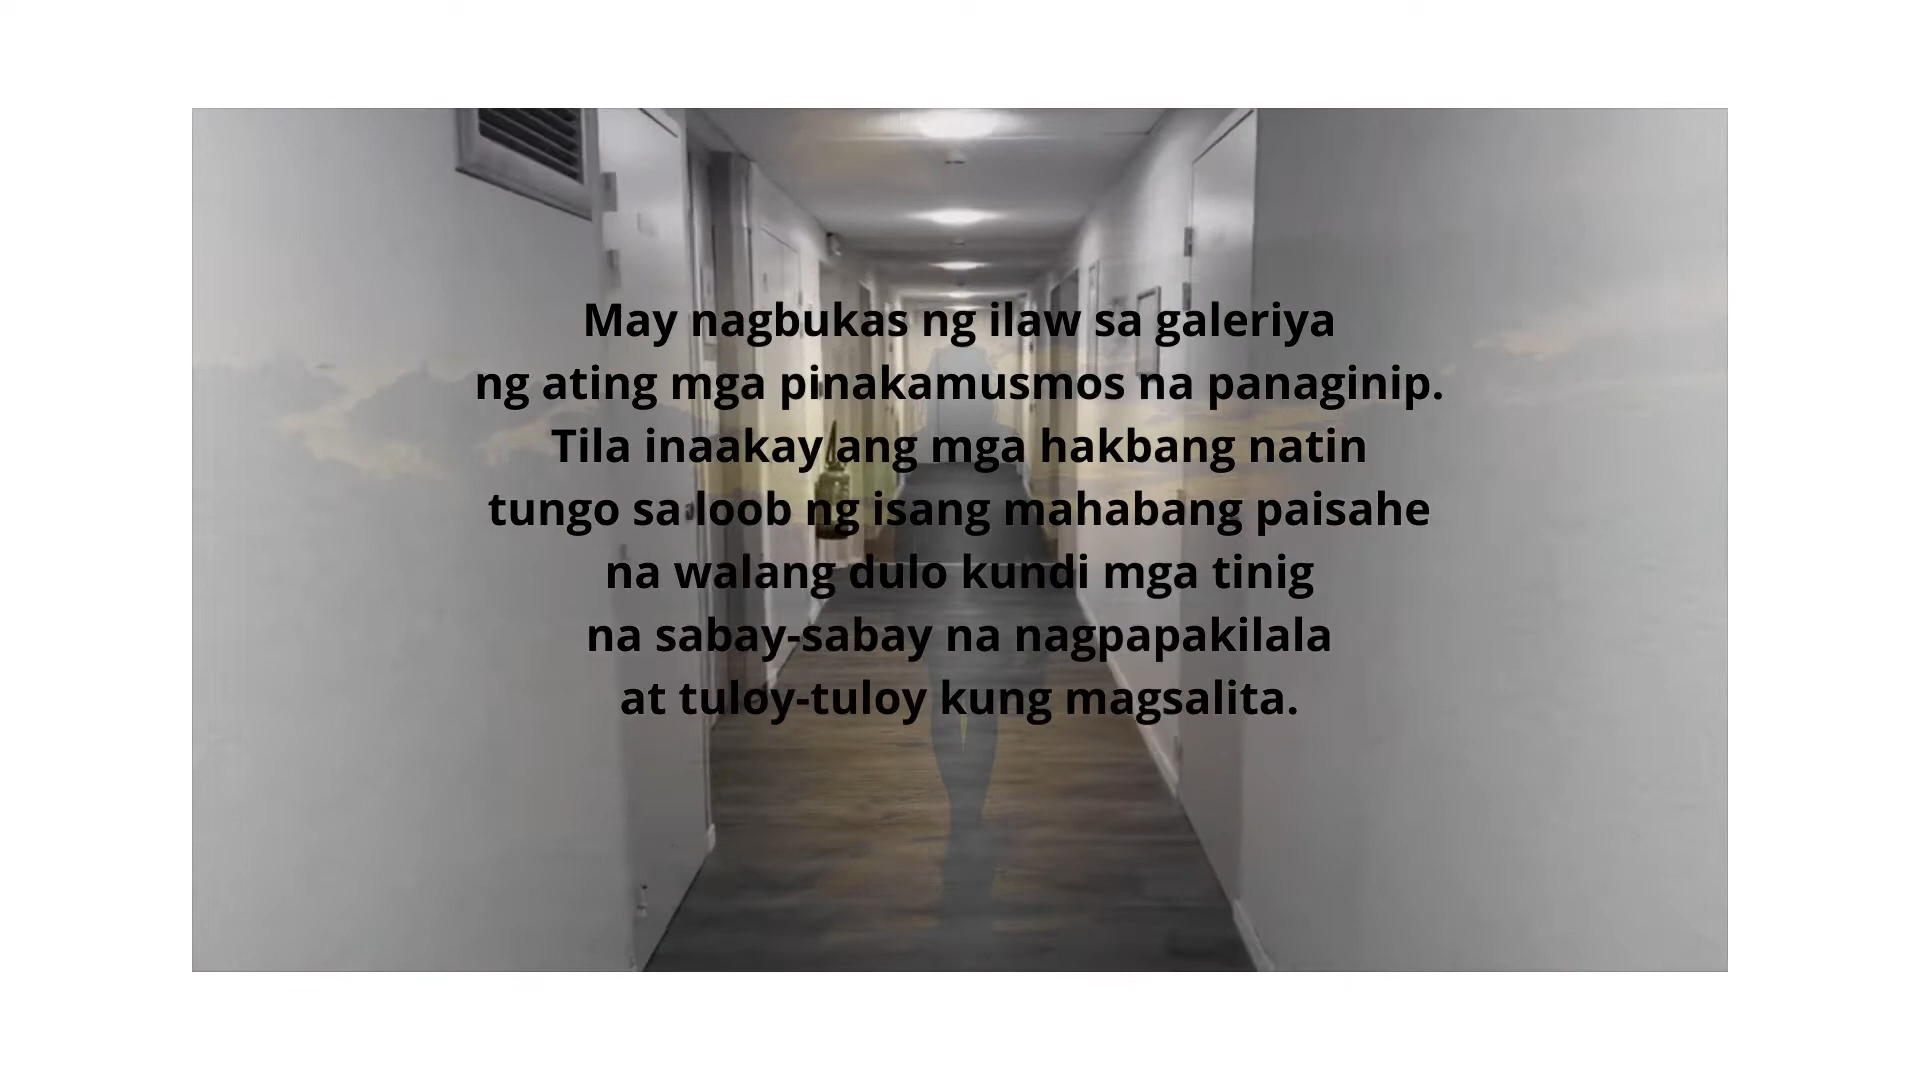 May nagbukas ng ilaw sa galeriya
ng ating mga pinakamusmos na panaginip.
Tila inaakay ang mga hakbang natin
tungo sa loob ng isang mahabang paisahe
na walang dulo kundi mga tinig
na sabay-sabay na nagpapakilala
at tuloy-tuloy kung magsalita.